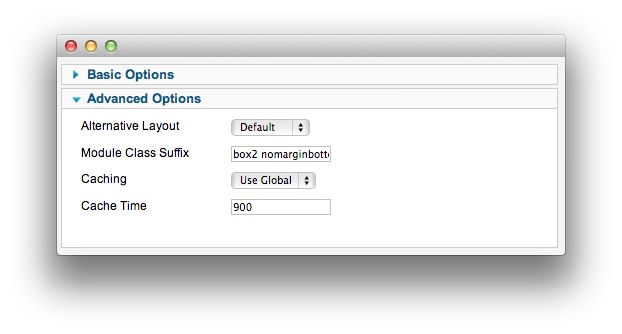 Basic Options
Advanced Options
Alternative Layout Default
Module Class Suffix box2 nomarginbott
Caching Use Global
Cache Time 900